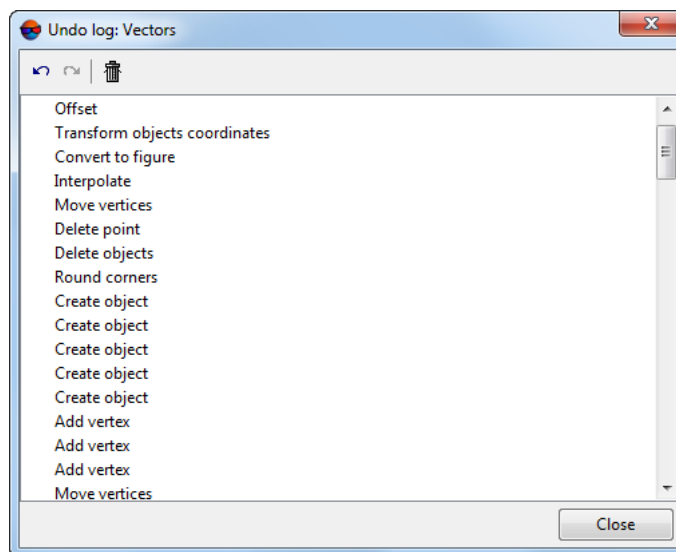 Undo log: Vectors
Offset
Transform objects coordinates
Convert to figure
Interpolate
Move vertices
Delete point
Delete objects
Round corners
Create object
Create object
Create object
Create object
Create object
Add vertex
Add vertex
Add vertex
Move vertices
Close